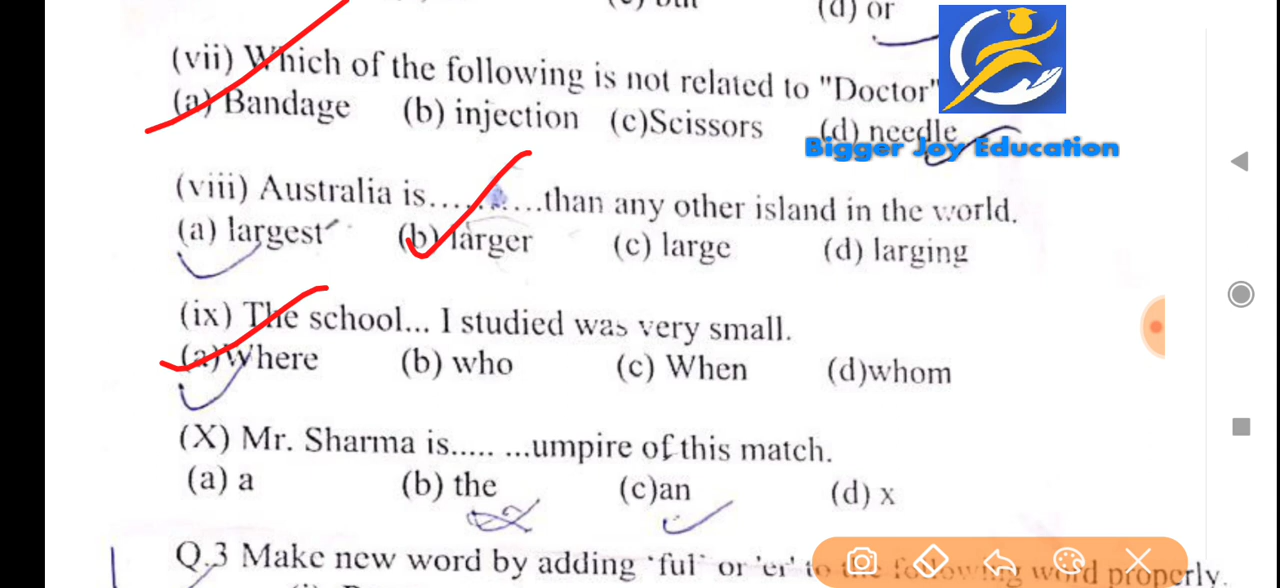 (d) or
(vii) Which of the following is not related to "Doctor"
(a) Bandage (b) injection (c)Scissors (d) needle
Bigger Joy Education
(viii) Australia is..........than any other island in the world.
(a) largest (b) larger (c) large (d) larging
(ix) The school... I studied was very small.
(a)Where (b) who (c) When (d)whom
(X) Mr. Sharma is..... ...umpire of this match.
(a) a (b) the (c)an (d) x
Q.3 Make new word by adding 'ful' or 'er' to the following word properly.